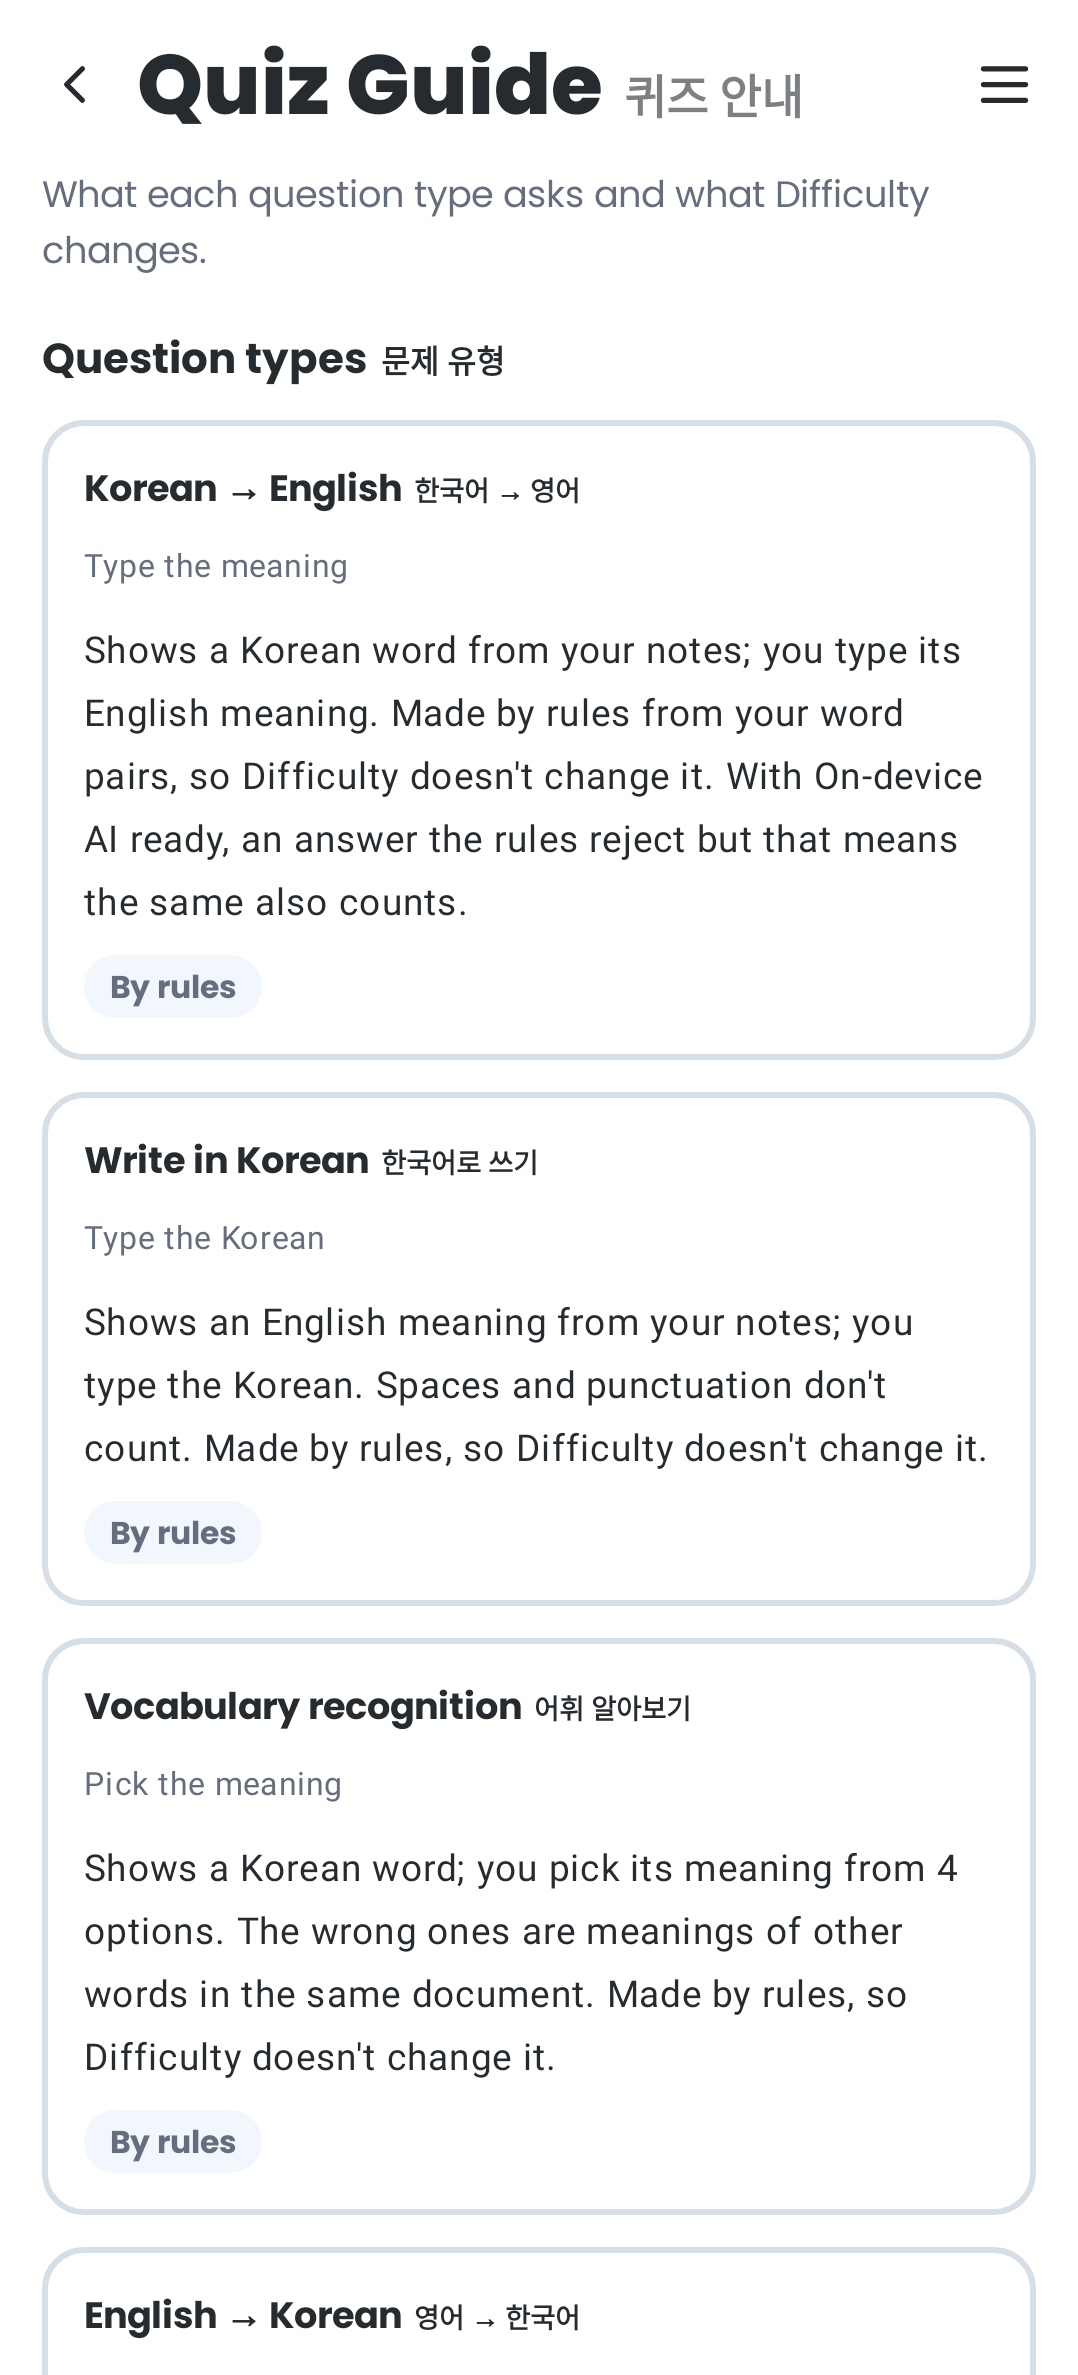 Quiz Guide 퀴즈 안내
What each question type asks and what Difficulty
changes.
Question types 문제 유형
Korean → English 한국어 → 영어
Type the meaning
Shows a Korean word from your notes; you type its
English meaning. Made by rules from your word
pairs, so Difficulty doesn't change it. With On-device
AI ready, an answer the rules reject but that means
the same also counts.
By rules
Write in Korean 한국어로 쓰기
Type the Korean
Shows an English meaning from your notes; you
type the Korean. Spaces and punctuation don't
count. Made by rules, so Difficulty doesn't change it.
By rules
Vocabulary recognition 어휘 알아보기
Pick the meaning
Shows a Korean word; you pick its meaning from 4
options. The wrong ones are meanings of other
words in the same document. Made by rules, so
Difficulty doesn't change it.
By rules
English → Korean 영어 → 한국어